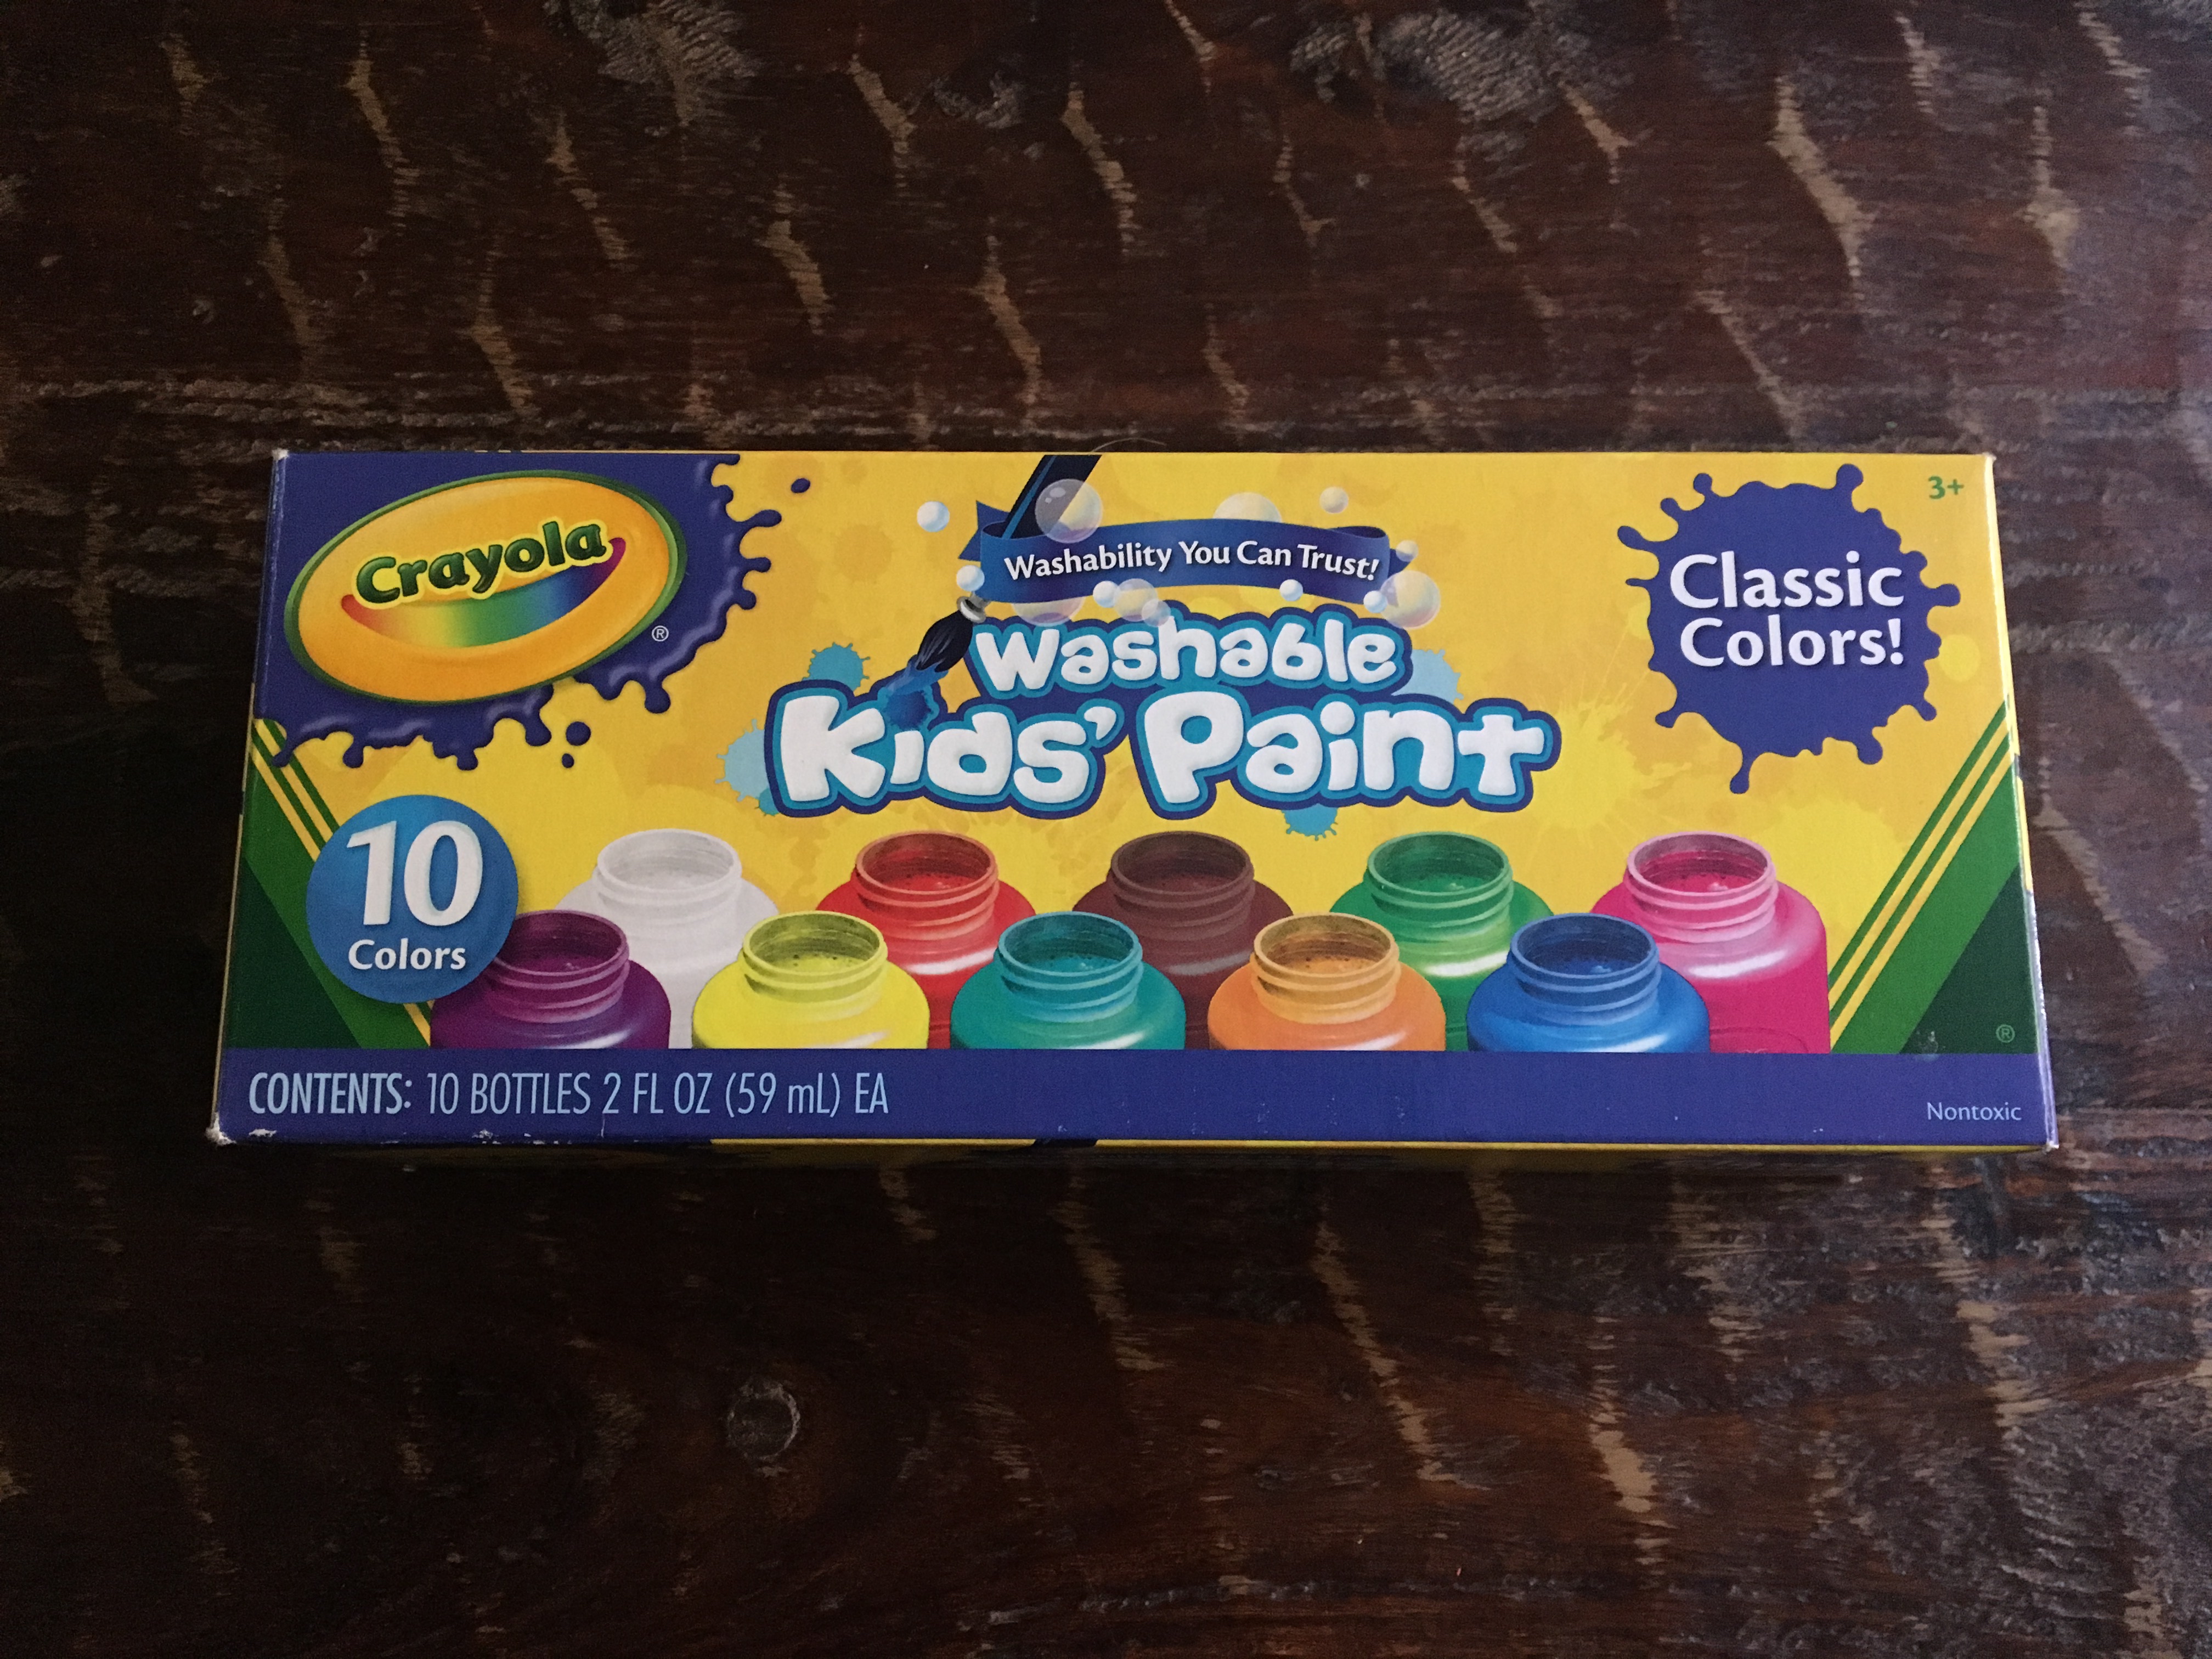 Crayola
®
Washability You Can Trust!
Washable
Kids' Paint
Classic
Colors!
3+
10
Colors
®
CONTENTS: 10 BOTTLES 2 FL OZ (59 mL) EA
Nontoxic